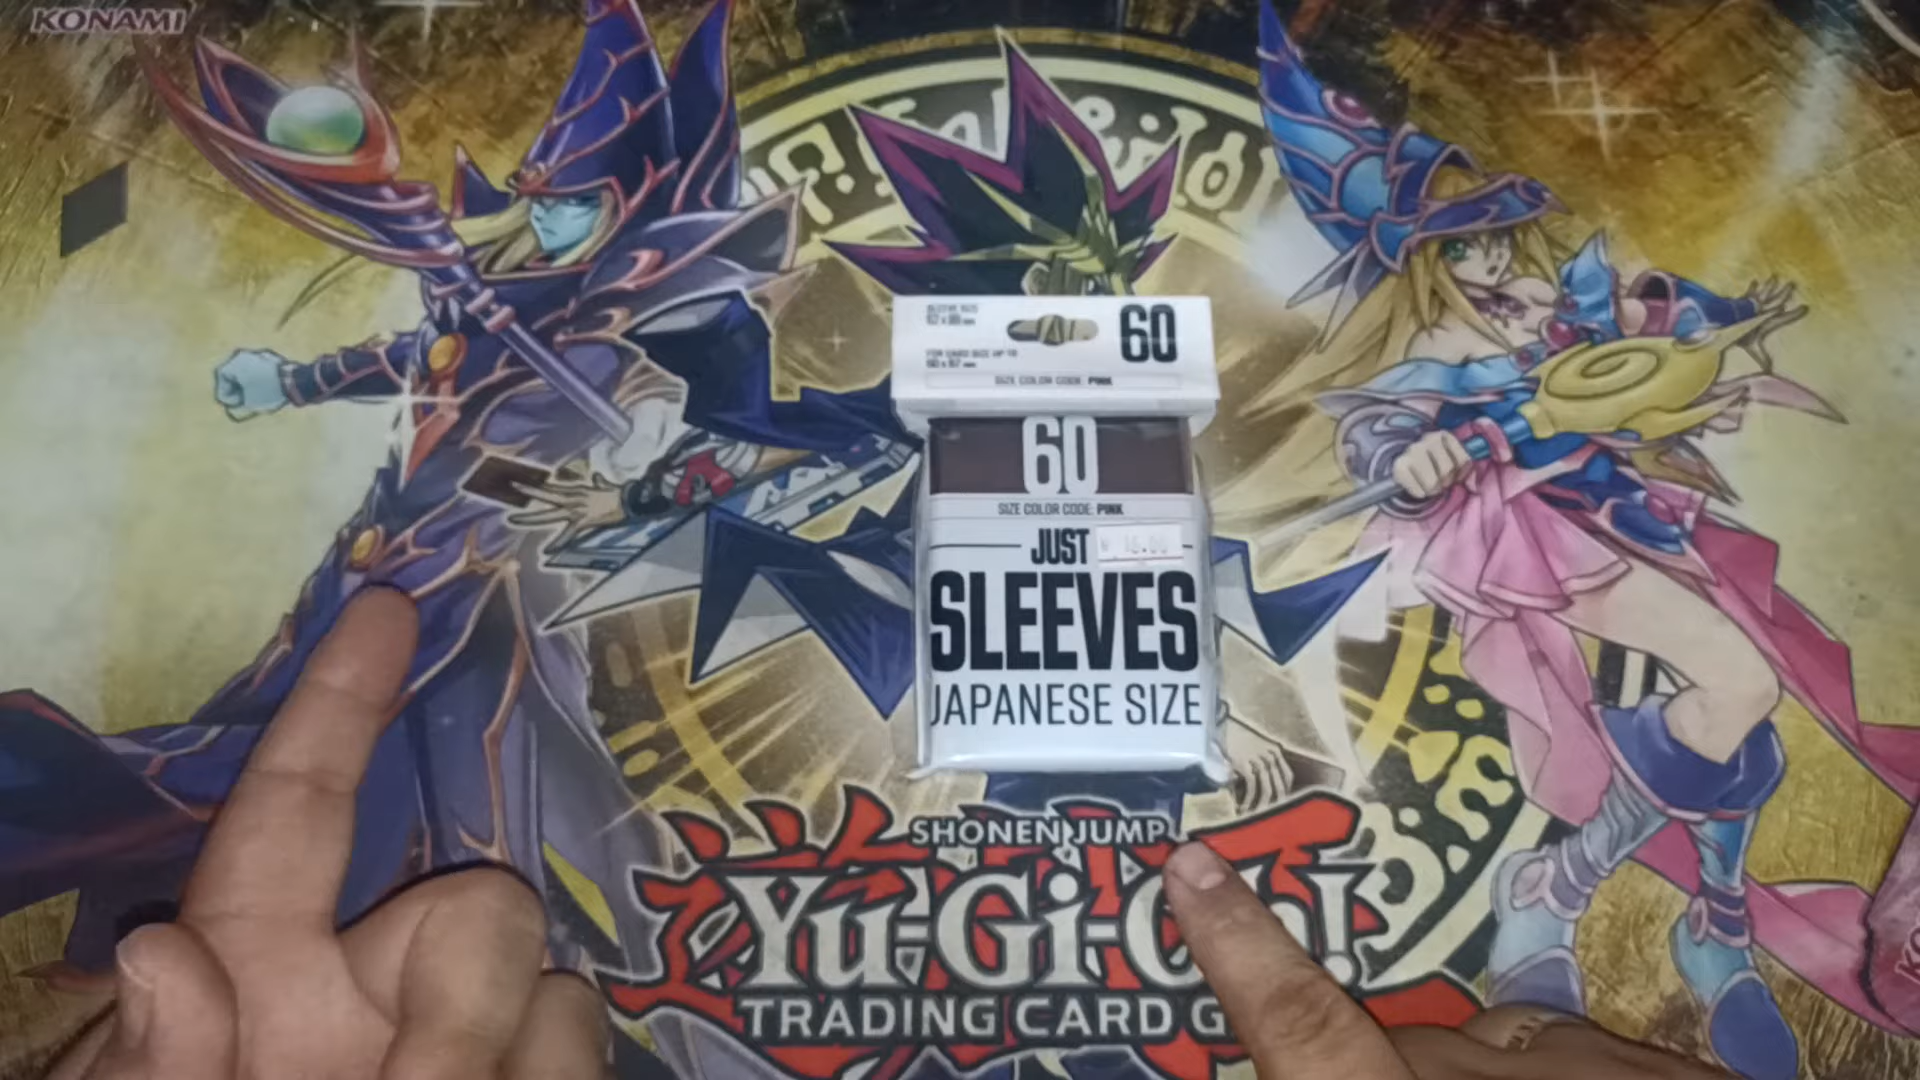 KONAMI
60
SIZE COLOR CODE: PINK
60
SIZE COLOR CODE: PINK
JUST
SLEEVES
JAPANESE SIZE
SHONEN JUMP
Yu-Gi-Oh!
TRADING CARD G